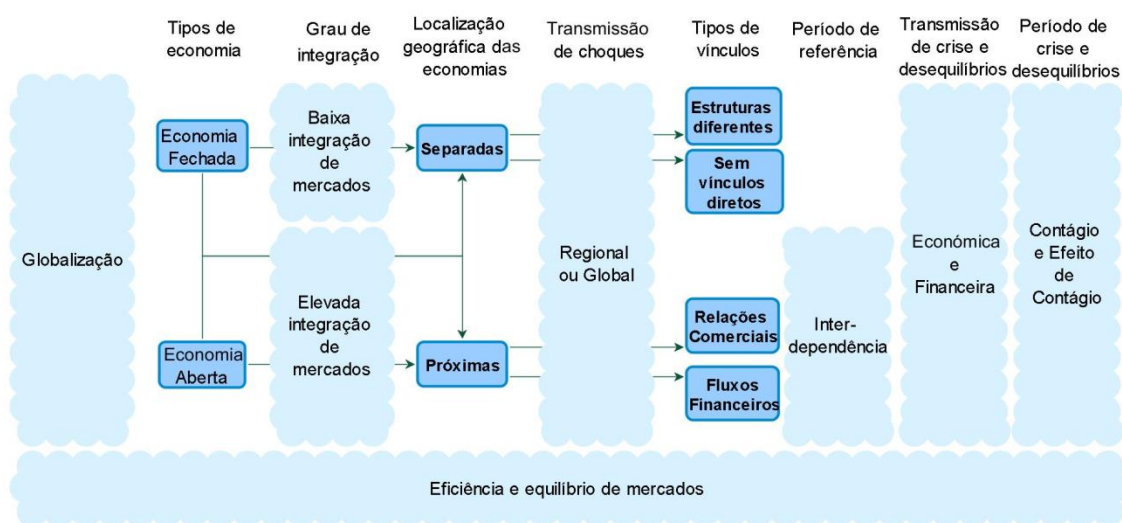 Tipos de
economia
Grau de
integração
Localização
geográfica das
economias
Transmissão
de choques
Tipos de
vínculos
Período de
referência
Transmissão
de crise e
desequilíbrios
Período de
crise e
desequilíbrios
Globalização
Economia
Fechada
Economia
Aberta
Baixa
integração
de
mercados
Elevada
integração
de
mercados
Separadas
Próximas
Regional
ou Global
Estruturas
diferentes
Sem
vínculos
diretos
Relações
Comerciais
Fluxos
Financeiros
Inter-
dependência
Económica
e
Financeira
Contágio
e Efeito
de
Contágio
Eficiência e equilíbrio de mercados